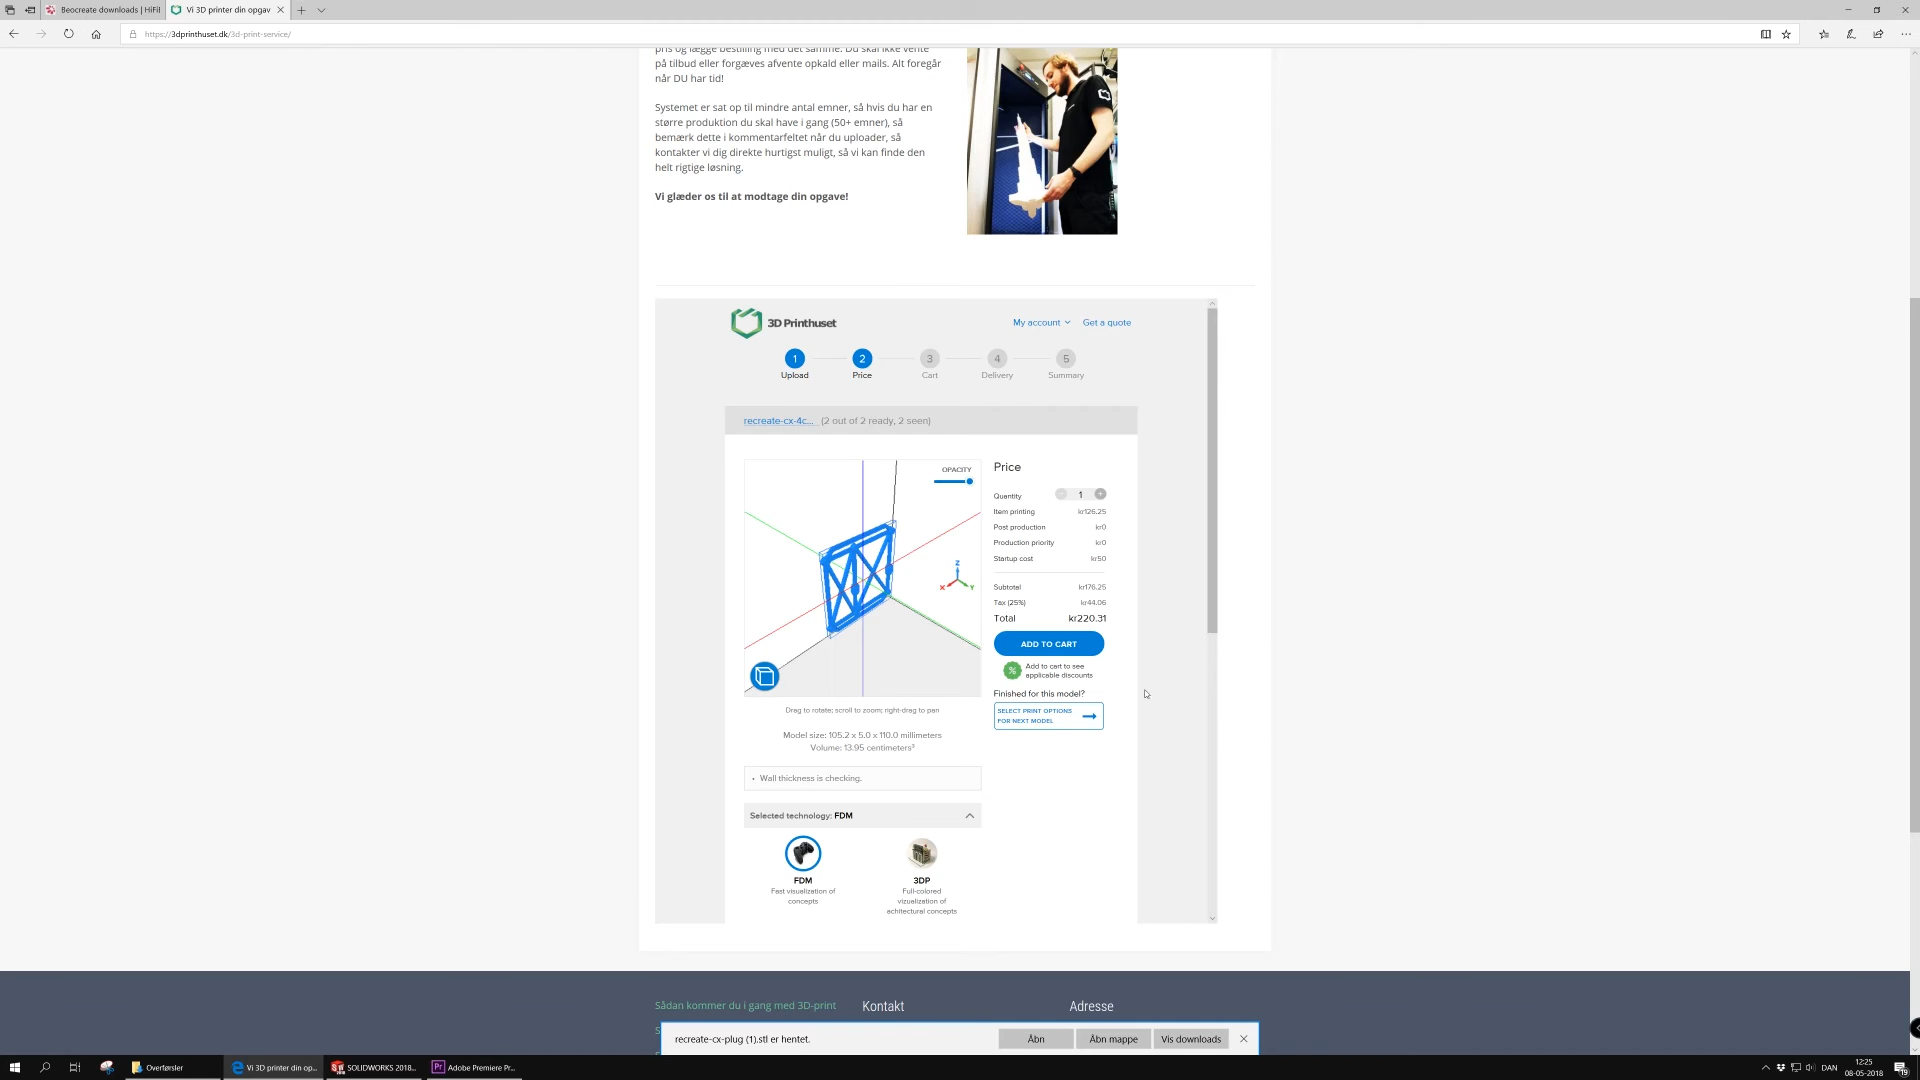 Beocreate downloads | HiFi
Vi 3D printer din opgav
https://3dprinthuset.dk/3d-print-service/
pris og lægge bestilling med det samme. Du skal ikke vente
på tilbud eller forgæves afvente opkald eller mails. Alt foregår
når DU har tid!
Systemet er sat op til mindre antal emner, så hvis du har en
større produktion du skal have i gang (50+ emner), så
bemærk dette i kommentarfeltet når du uploader, så
kontakter vi dig direkte hurtigst muligt, så vi kan finde den
helt rigtige løsning.
Vi glæder os til at modtage din opgave!
3D Printhuset
My account
Get a quote
1
2
3
4
5
Upload
Price
Cart
Delivery
Summary
recreate-cx-4c... (2 out of 2 ready, 2 seen)
OPACITY
Z
X
Y
Drag to rotate; scroll to zoom; right-drag to pan
Model size: 105.2 x 5.0 x 110.0 millimeters
Volume: 13.95 centimeters³
Wall thickness is checking.
Selected technology: FDM
FDM
Fast visualization of
concepts
3DP
Full-colored
vizualization of
achitectural concepts
Price
Quantity 1
Item printing kr126.25
Post production kr0
Production priority kr0
Startup cost kr50
Subtotal kr176.25
Tax (25%) kr44.06
Total kr220.31
ADD TO CART
%
Add to cart to see
applicable discounts
Finished for this model?
SELECT PRINT OPTIONS
FOR NEXT MODEL
Sådan kommer du i gang med 3D-print
Kontakt
Adresse
S
recreate-cx-plug (1).stl er hentet.
Åbn
Åbn mappe
Vis downloads
Overførsler
Vi 3D printer din op...
SOLIDWORKS 2018...
Adobe Premiere Pr...
DAN
12:25
08-05-2018
19